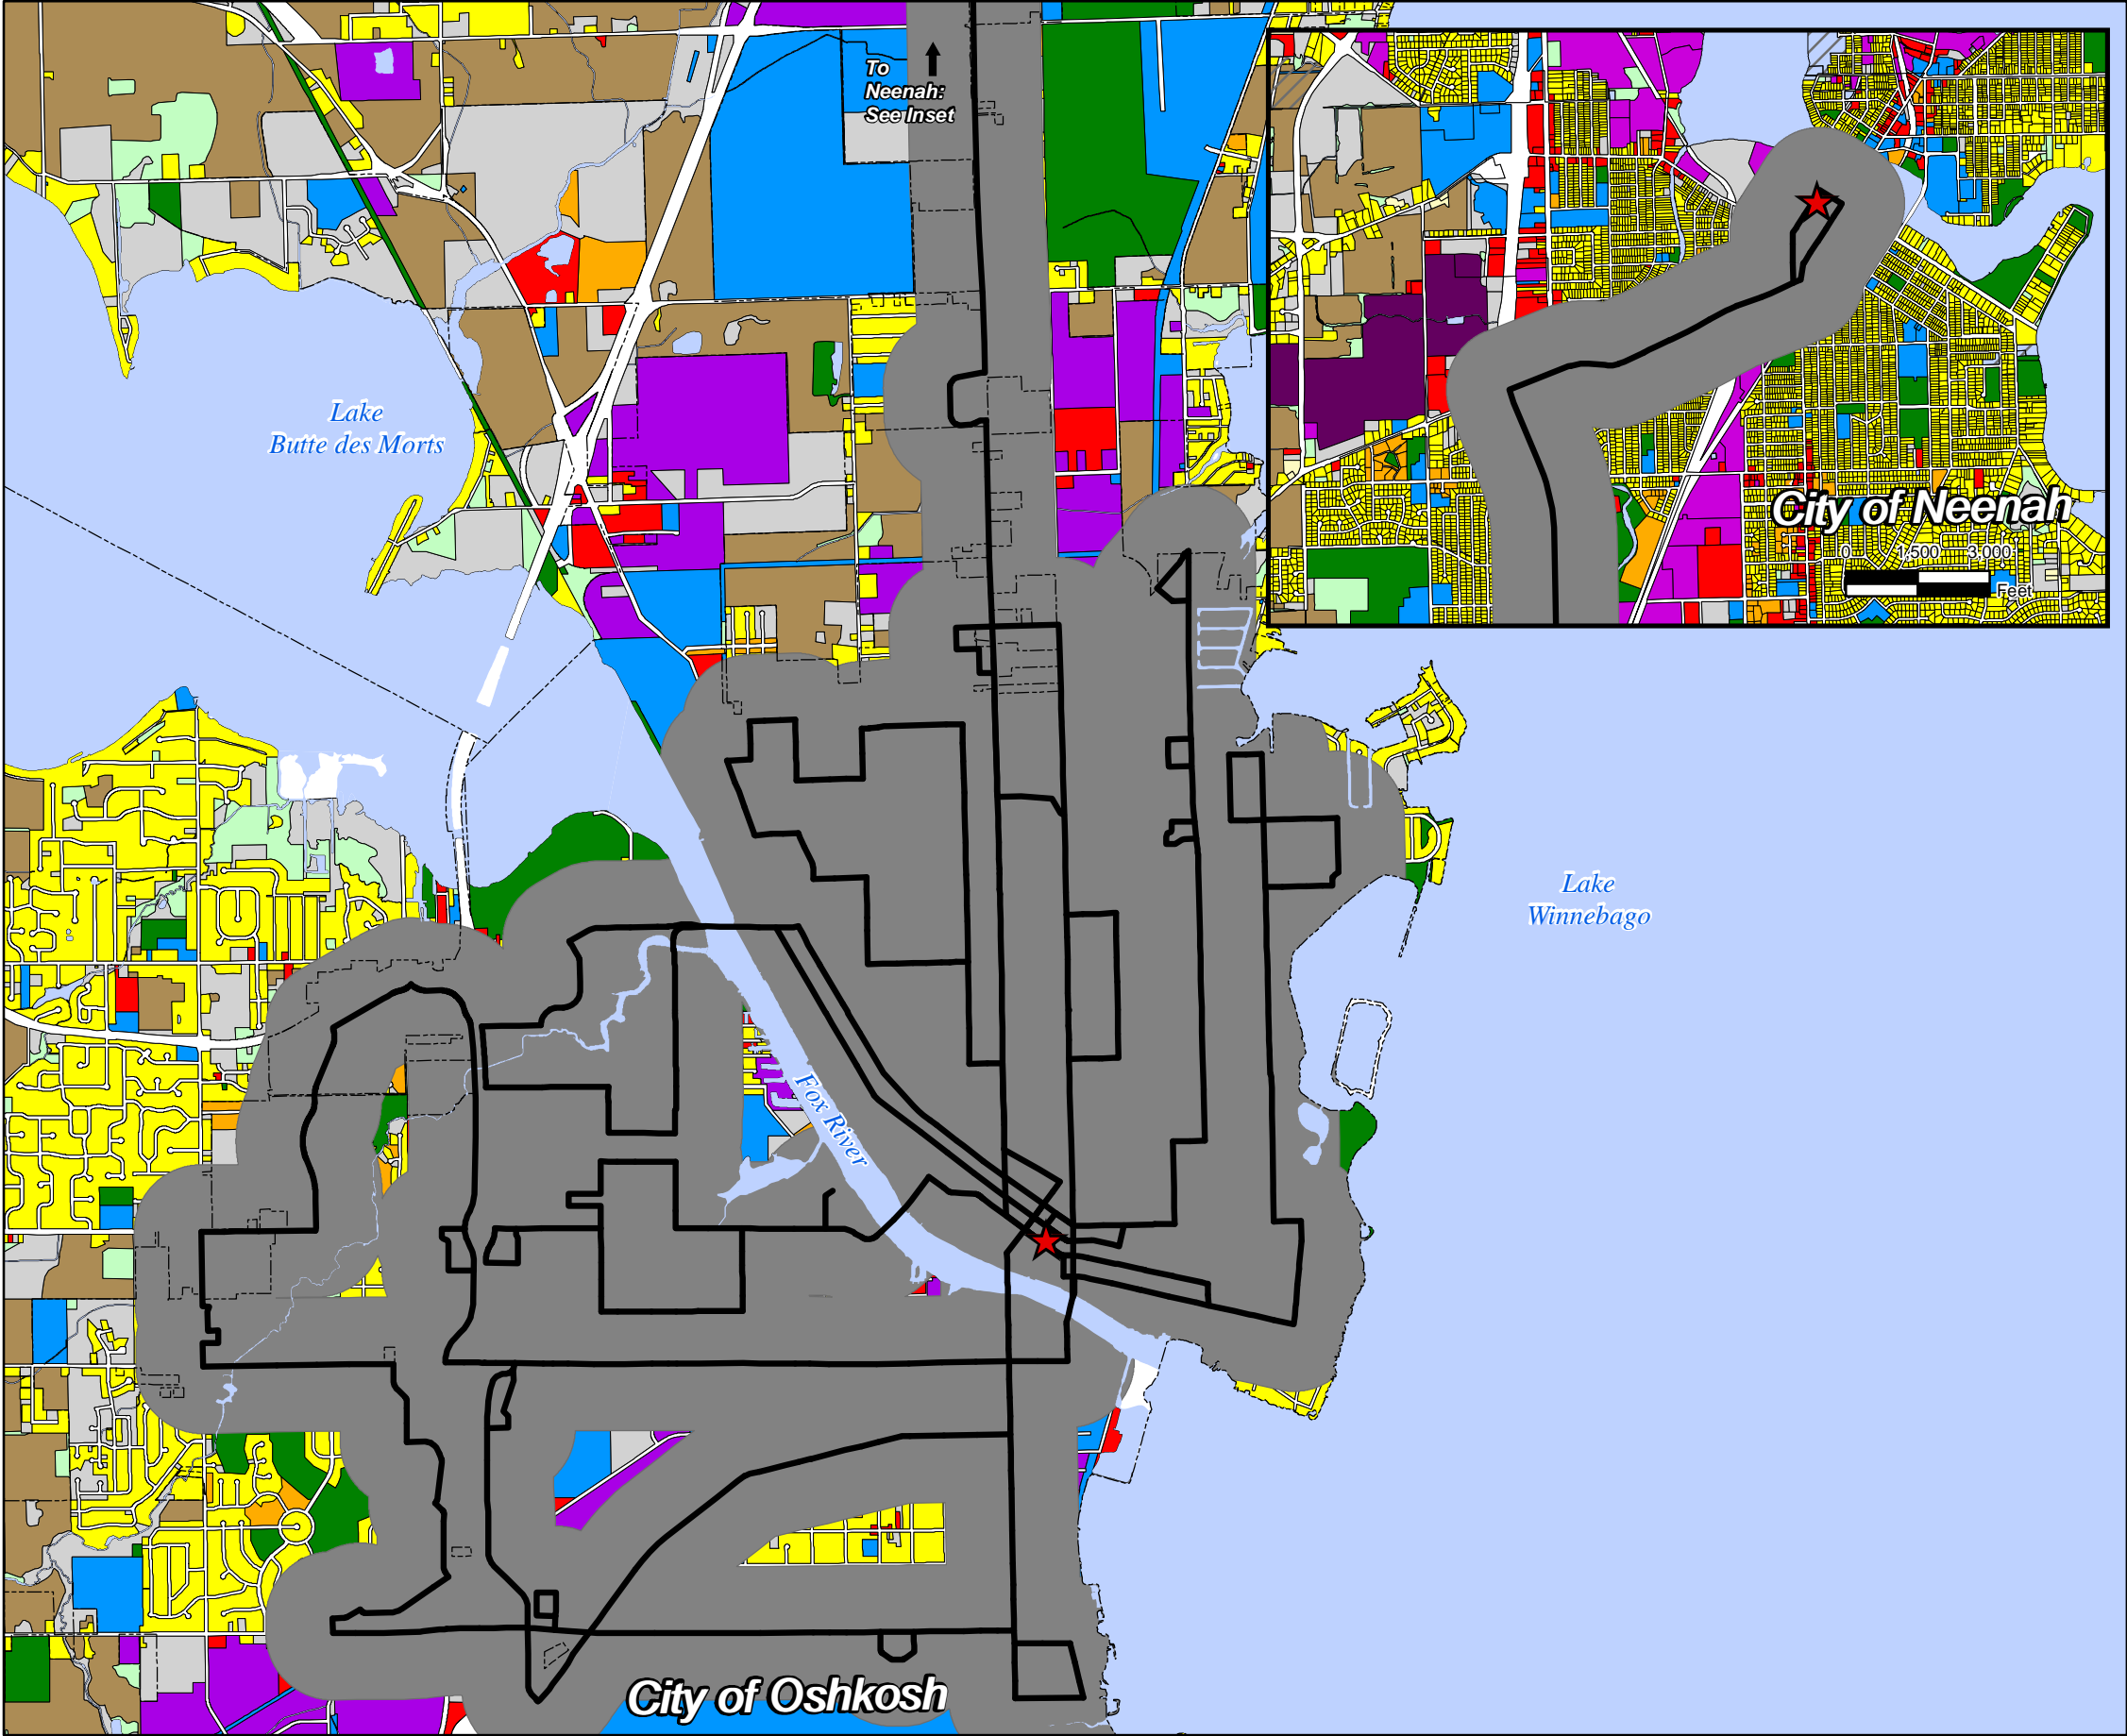 To
Neenah:
See Inset
Lake
Butte des Morts
City of Neenah
0 1,500 3,000
Feet
Lake
Winnebago
Fox River
City of Oshkosh